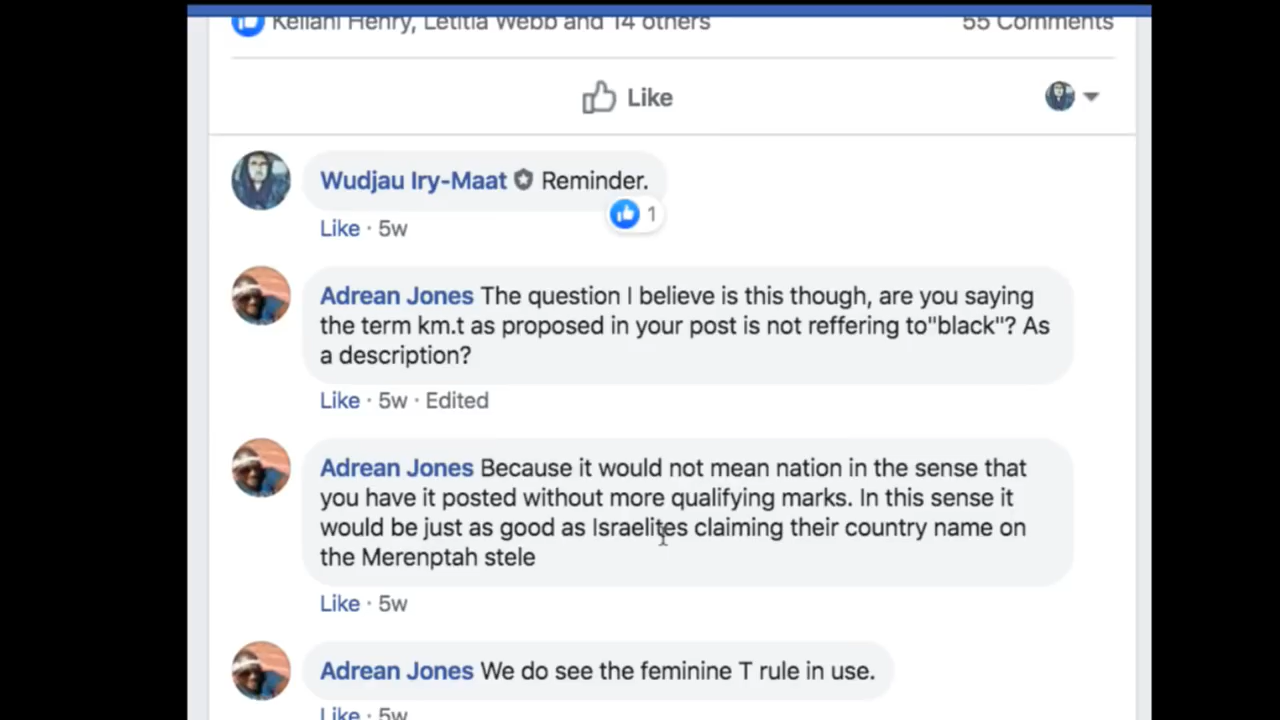 Keilani Henry, Letitia Webb and 14 others
55 Comments
Like
Wudjau Iry-Maat Reminder.
1
Like · 5w
Adrean Jones The question I believe is this though, are you saying
the term km.t as proposed in your post is not reffering to"black"? As
a description?
Like · 5w · Edited
Adrean Jones Because it would not mean nation in the sense that
you have it posted without more qualifying marks. In this sense it
would be just as good as Israelites claiming their country name on
the Merenptah stele
Like · 5w
Adrean Jones We do see the feminine T rule in use.
Like · 5w